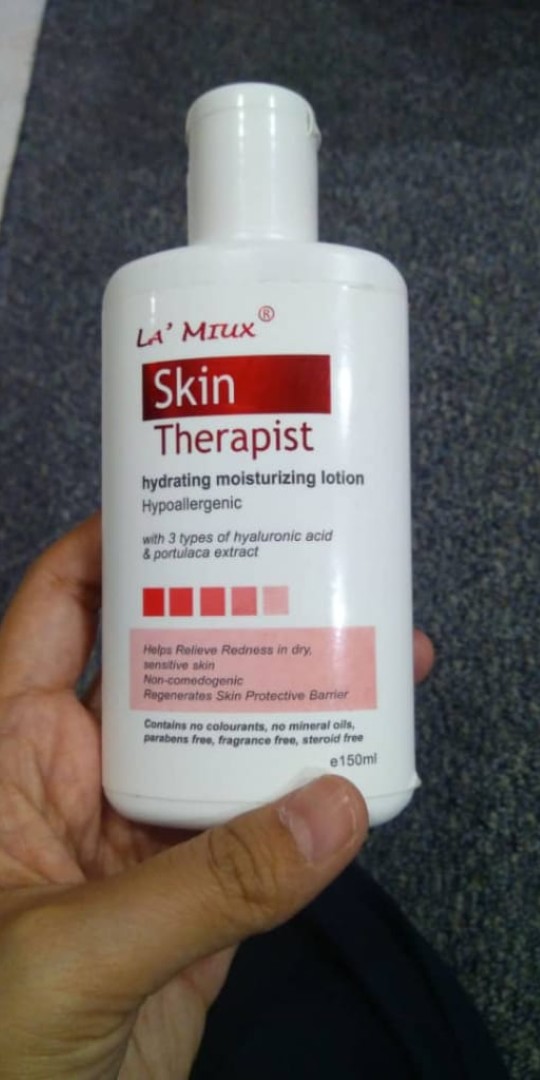 LA' MIUX®
Skin
Therapist
hydrating moisturizing lotion
Hypoallergenic
with 3 types of hyaluronic acid
& portulaca extract
Helps Relieve Redness in dry,
sensitive skin
Non-comedogenic
Regenerates Skin Protective Barrier
Contains no colourants, no mineral oils,
parabens free, fragrance free, steroid free
e150ml